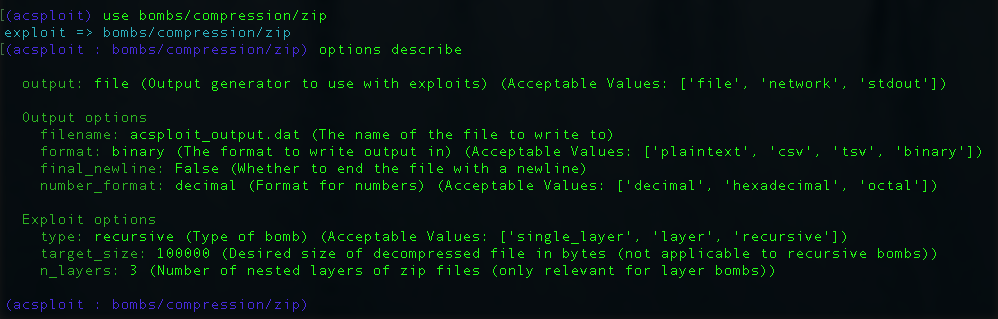 [(acsploit) use bombs/compression/zip
exploit => bombs/compression/zip
[(acsploit : bombs/compression/zip) options describe
output: file (Output generator to use with exploits) (Acceptable Values: ['file', 'network', 'stdout'])
Output options
filename: acsploit_output.dat (The name of the file to write to)
format: binary (The format to write output in) (Acceptable Values: ['plaintext', 'csv', 'tsv', 'binary'])
final_newline: False (Whether to end the file with a newline)
number_format: decimal (Format for numbers) (Acceptable Values: ['decimal', 'hexadecimal', 'octal'])
Exploit options
type: recursive (Type of bomb) (Acceptable Values: ['single_layer', 'layer', 'recursive'])
target_size: 100000 (Desired size of decompressed file in bytes (not applicable to recursive bombs))
n_layers: 3 (Number of nested layers of zip files (only relevant for layer bombs))
(acsploit : bombs/compression/zip)